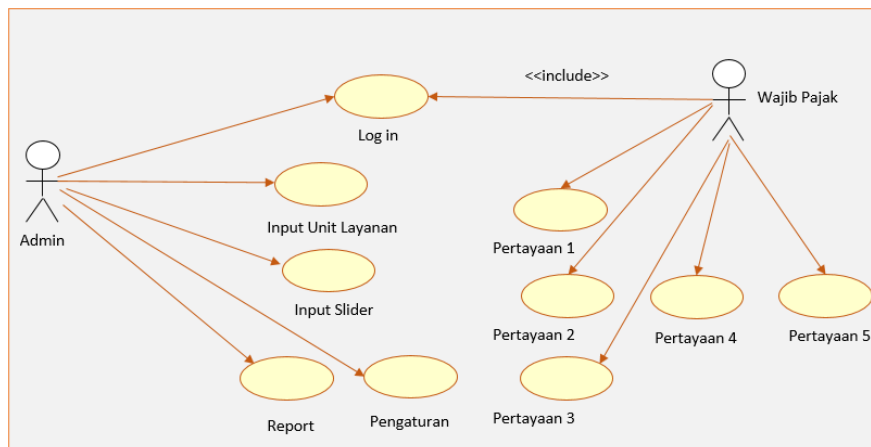 <<include>>
Wajib Pajak
Log in
Admin
Input Unit Layanan
Pertayaan 1
Input Slider
Pertayaan 2
Pertayaan 4
Pertayaan 5
Report
Pengaturan
Pertayaan 3